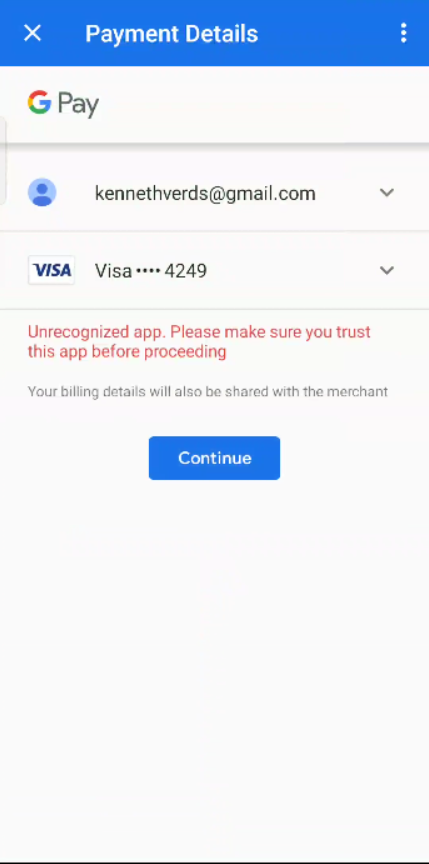 Payment Details
G Pay
kennethverds@gmail.com
VISA Visa •••• 4249
Unrecognized app. Please make sure you trust
this app before proceeding
Your billing details will also be shared with the merchant
Continue